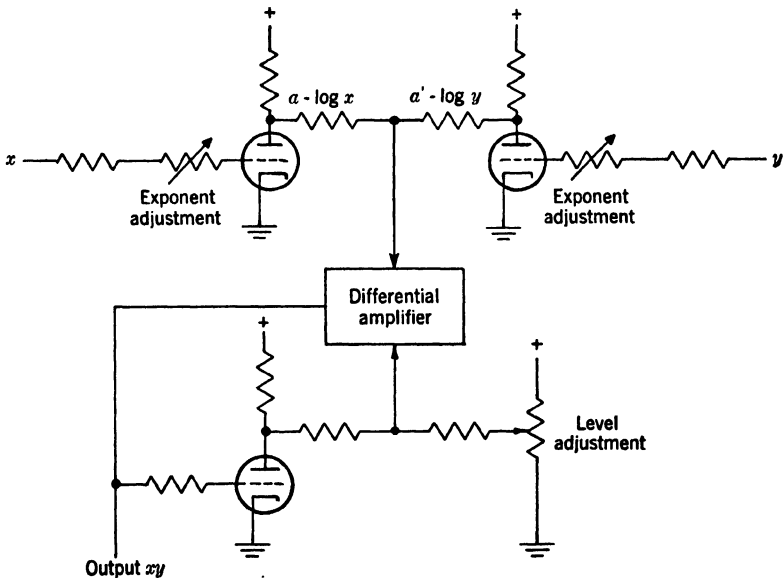 +
+
a - log x
a' - log y
x
y
Exponent
adjustment
Exponent
adjustment
Differential
amplifier
+
+
Level
adjustment
Output xy